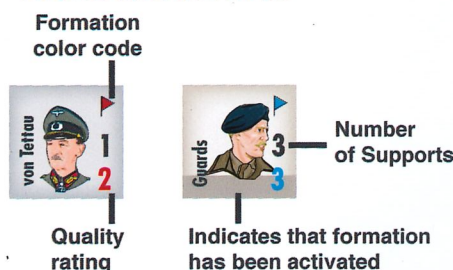 Formation
color code
von Tettau
1
2
Guards
3
3
Number
of Supports
Quality
rating
Indicates that formation
has been activated